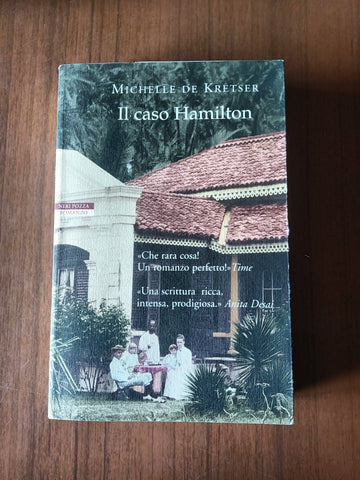 MICHELLE DE KRETSER
Il caso Hamilton
NERI POZZA
ROMANZO
«Che rara cosa!
Un romanzo perfetto!» Time
«Una scrittura ricca,
intensa, prodigiosa.» Anita Desai